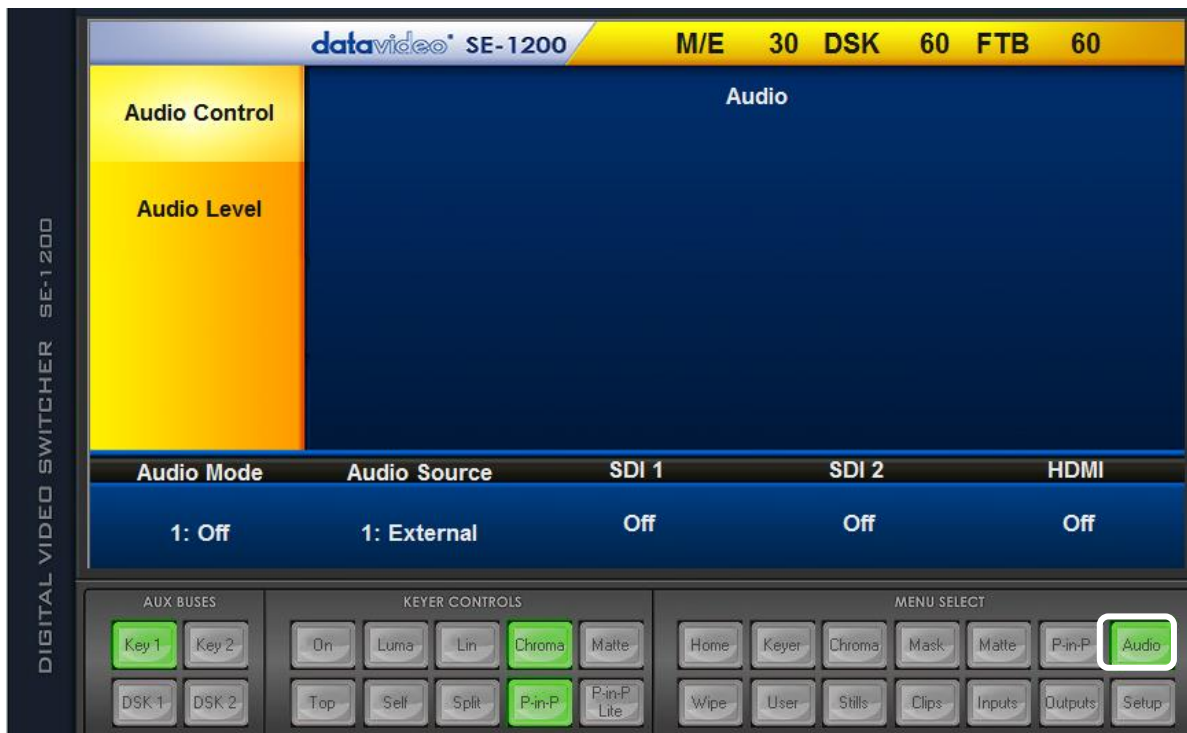 datavideo SE-1200 M/E 30 DSK 60 FTB 60
Audio Control
Audio
Audio Level
Audio Mode Audio Source SDI 1 SDI 2 HDMI
1: Off 1: External Off Off Off
DIGITAL VIDEO SWITCHER SE-1200
AUX BUSES KEYER CONTROLS MENU SELECT
Key 1 Key 2 On Luma Lin Chroma Matte Home Keyer Chroma Mask Matte P-in-P Audio
DSK 1 DSK 2 Top Self Split P-in-P P-in-P Lite Wipe User Stills Clips Inputs Outputs Setup